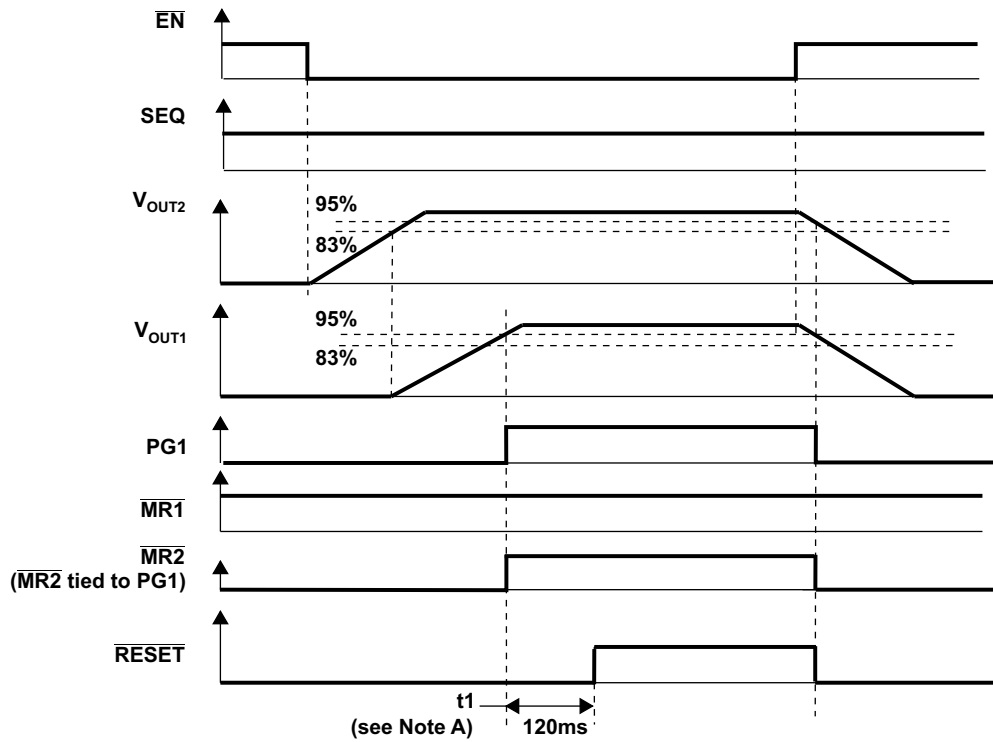 EN
SEQ
VOUT2
95%
83%
VOUT1
95%
83%
PG1
MR1
MR2
(MR2 tied to PG1)
RESET
t1
(see Note A)
120ms